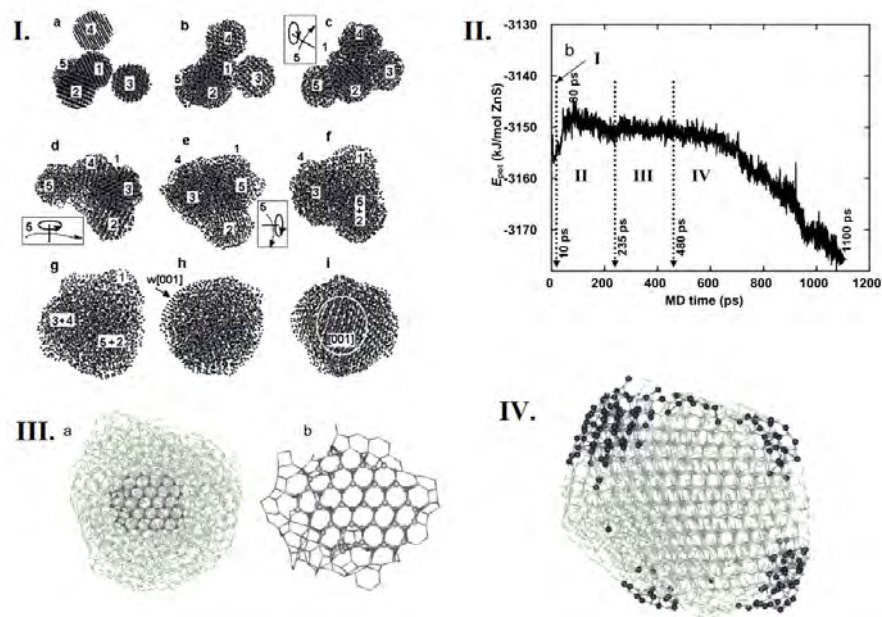 I.
a
4
5
1
2
3
b
4
5
1
2
3
c
5
1
4
3
5
2
d
4
1
5
3
2
5
e
4
1
3
5
2
5
f
4
1
3
5
+
2
g
1
3+4
5+2
h
w[001]
i
[001]
II.
-3130
-3140
-3150
-3160
-3170
E pot (kJ/mol ZnS)
b
I
80 ps
II
III
IV
10 ps
235 ps
480 ps
1100 ps
0 200 400 600 800 1000 1200
MD time (ps)
III.
a
b
IV.